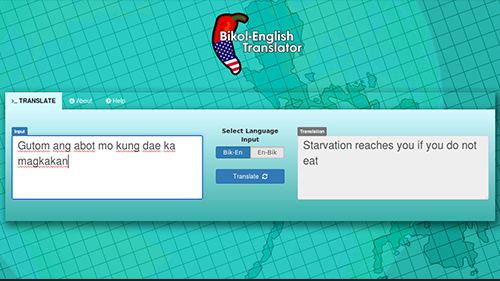 Bikol-English
Translator
>_ TRANSLATE
About
Help
Input
Gutom ang abot mo kung dae ka
magkakan
Select Language
Input
Bik-En
En-Bik
Translate
Translation
Starvation reaches you if you do not
eat